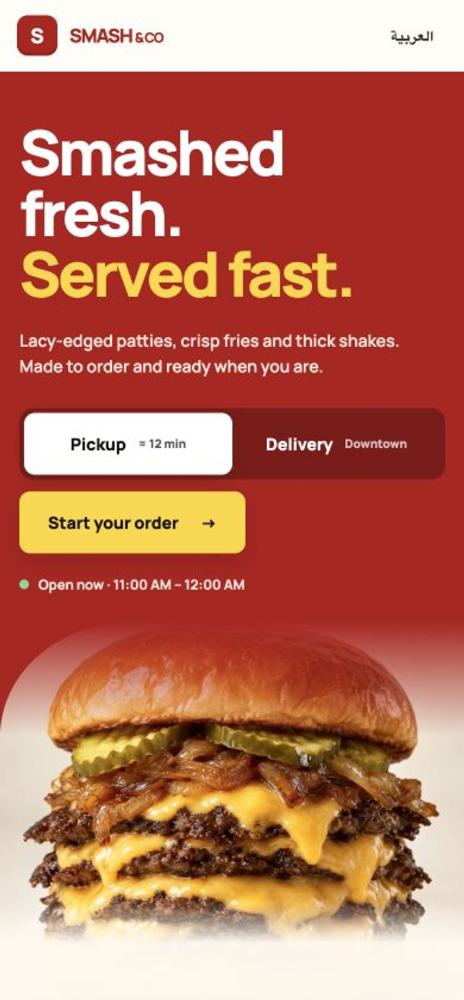 S SMASH & CO العربية
Smashed
fresh.
Served fast.
Lacy-edged patties, crisp fries and thick shakes.
Made to order and ready when you are.
Pickup ≈ 12 min Delivery Downtown
Start your order →
Open now · 11:00 AM – 12:00 AM